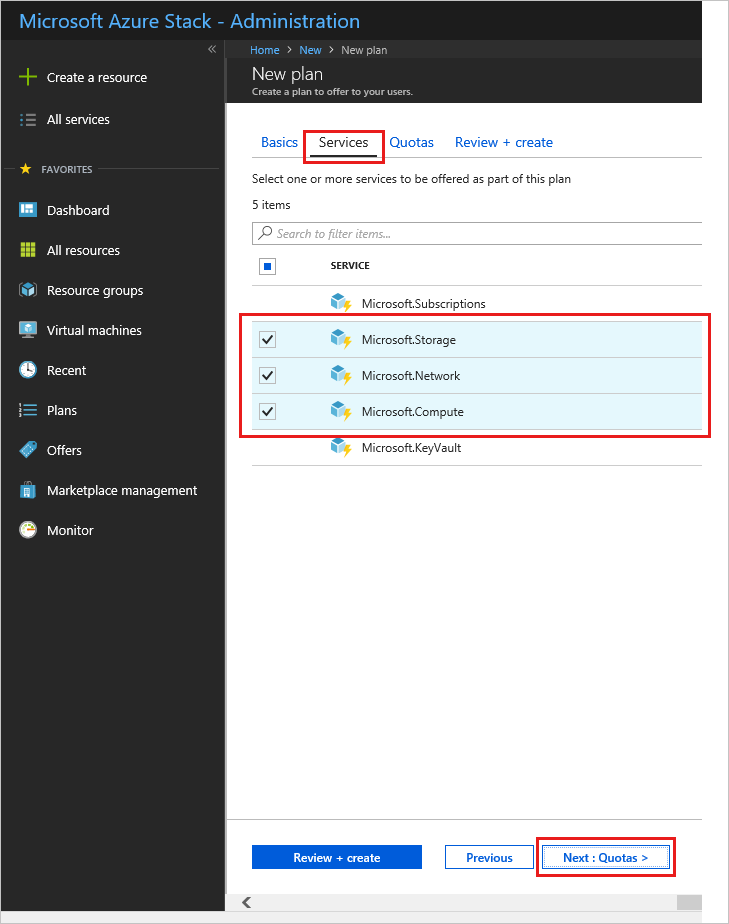 Microsoft Azure Stack - Administration
«
Home > New > New plan
New plan
Create a plan to offer to your users.
Create a resource
All services
FAVORITES
Dashboard
All resources
Resource groups
Virtual machines
Recent
Plans
Offers
Marketplace management
Monitor
Basics Services Quotas Review + create
Select one or more services to be offered as part of this plan
5 items
Search to filter items...
SERVICE
Microsoft.Subscriptions
Microsoft.Storage
Microsoft.Network
Microsoft.Compute
Microsoft.KeyVault
Review + create Previous Next : Quotas >